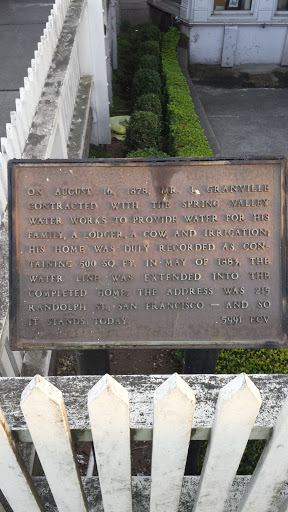 ON AUGUST 16, 1878, MR. J. GRANVILLE
CONTRACTED WITH THE SPRING VALLEY
WATER WORKS TO PROVIDE WATER FOR HIS
FAMILY, A LODGER, A COW, AND IRRIGATION.
HIS HOME WAS DULY RECORDED AS CON-
TAINING 500 SQ. FT. IN MAY OF 1883, THE
WATER LINE WAS EXTENDED INTO THE
COMPLETED HOME. THE ADDRESS WAS 215
RANDOLPH ST., SAN FRANCISCO — AND SO
IT STANDS TODAY. 5991 ECV